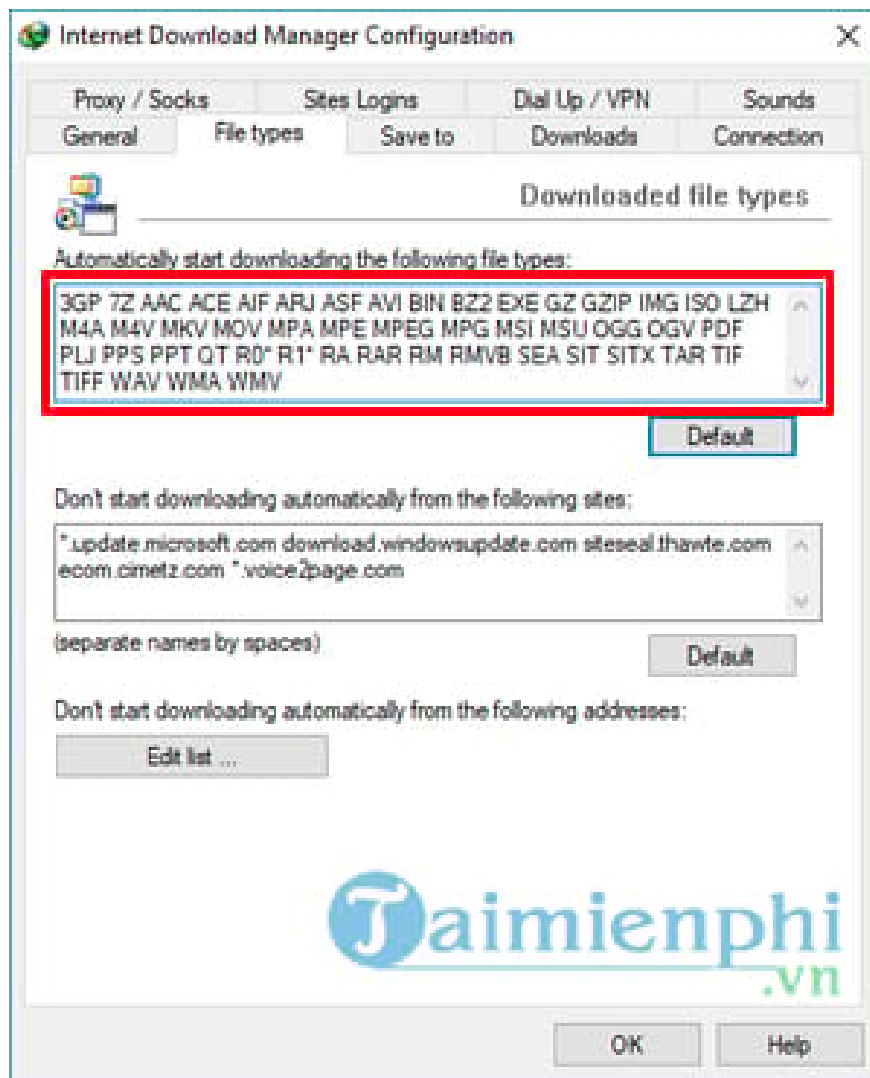 Internet Download Manager Configuration
Proxy / Socks Sites Logins Dial Up / VPN Sounds
General File types Save to Downloads Connection
Downloaded file types
Automatically start downloading the following file types:
3GP 7Z AAC ACE AIF ARJ ASF AVI BIN BZ2 EXE GZ GZIP IMG ISO LZH
M4A M4V MKV MOV MPA MPE MPEG MPG MSI MSU OGG OGV PDF
PLJ PPS PPT QT R0* R1* RA RAR RM RMVB SEA SIT SITX TAR TIF
TIFF WAV WMA WMV
Default
Don't start downloading automatically from the following sites:
*.update.microsoft.com download.windowsupdate.com siteseal.thawte.com
ecom.cimetz.com *.voice2page.com
(separate names by spaces)
Default
Don't start downloading automatically from the following addresses:
Edit list ...
Taimienphi
.vn
OK Help